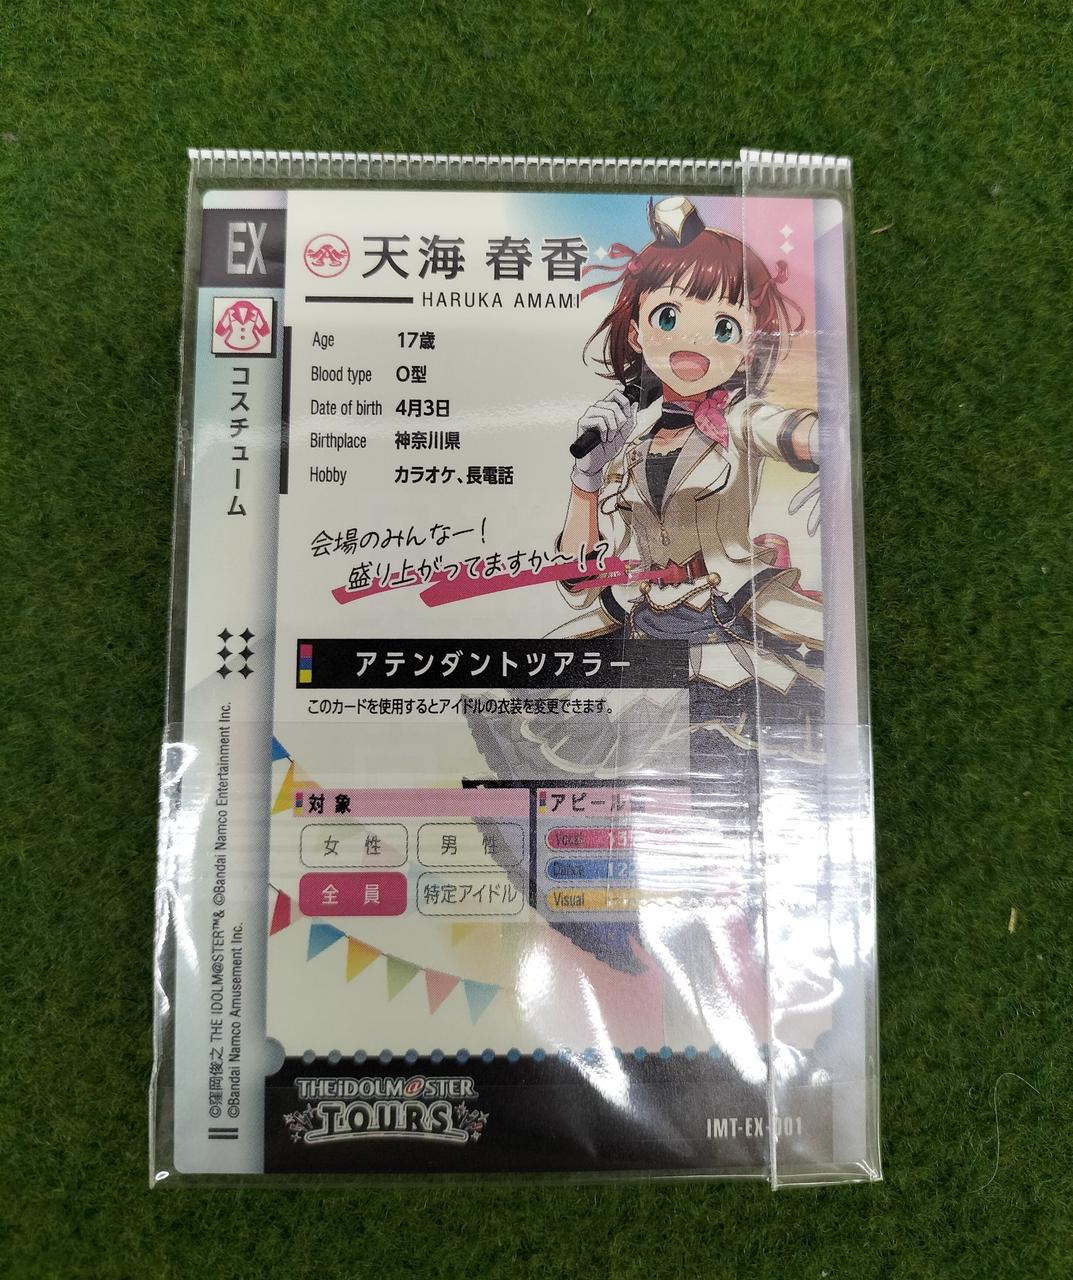 EX
コスチューム
天海 春香
HARUKA AMAMI
Age 17歳
Blood type O型
Date of birth 4月3日
Birthplace 神奈川県
Hobby カラオケ、長電話
会場のみんなー!
盛り上がってますか〜!?
アテンダントツアラー
このカードを使用するとアイドルの衣装を変更できます。
対象
女性
男性
全員
特定アイドル
アピール
Vocal
Dance
Visual
©窪岡俊之 THE IDOLM@STER™& ©Bandai Namco Entertainment Inc.
©Bandai Namco Amusement Inc.
THE iDOLM@STER
TOURS
IMT-EX-001